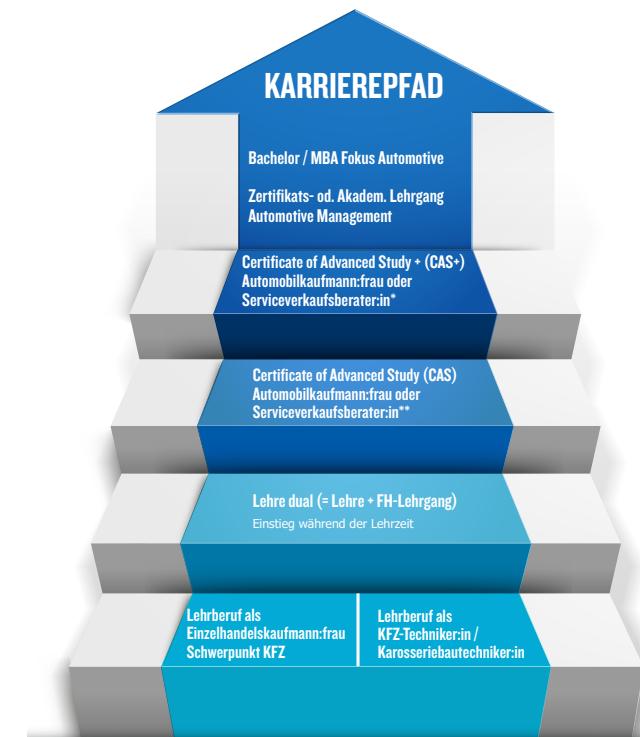 KARRIEREPFAD
Bachelor / MBA Fokus Automotive
Zertifikats- od. Akadem. Lehrgang
Automotive Management
Certificate of Advanced Study + (CAS+)
Automobilkaufmann:frau oder
Serviceverkaufsberater:in*
Certificate of Advanced Study (CAS)
Automobilkaufmann:frau oder
Serviceverkaufsberater:in**
Lehre dual (= Lehre + FH-Lehrgang)
Einstieg während der Lehrzeit
Lehrberuf als
Einzelhandelskaufmann:frau
Schwerpunkt KFZ
Lehrberuf als
KFZ-Techniker:in /
Karosseriebautechniker:in